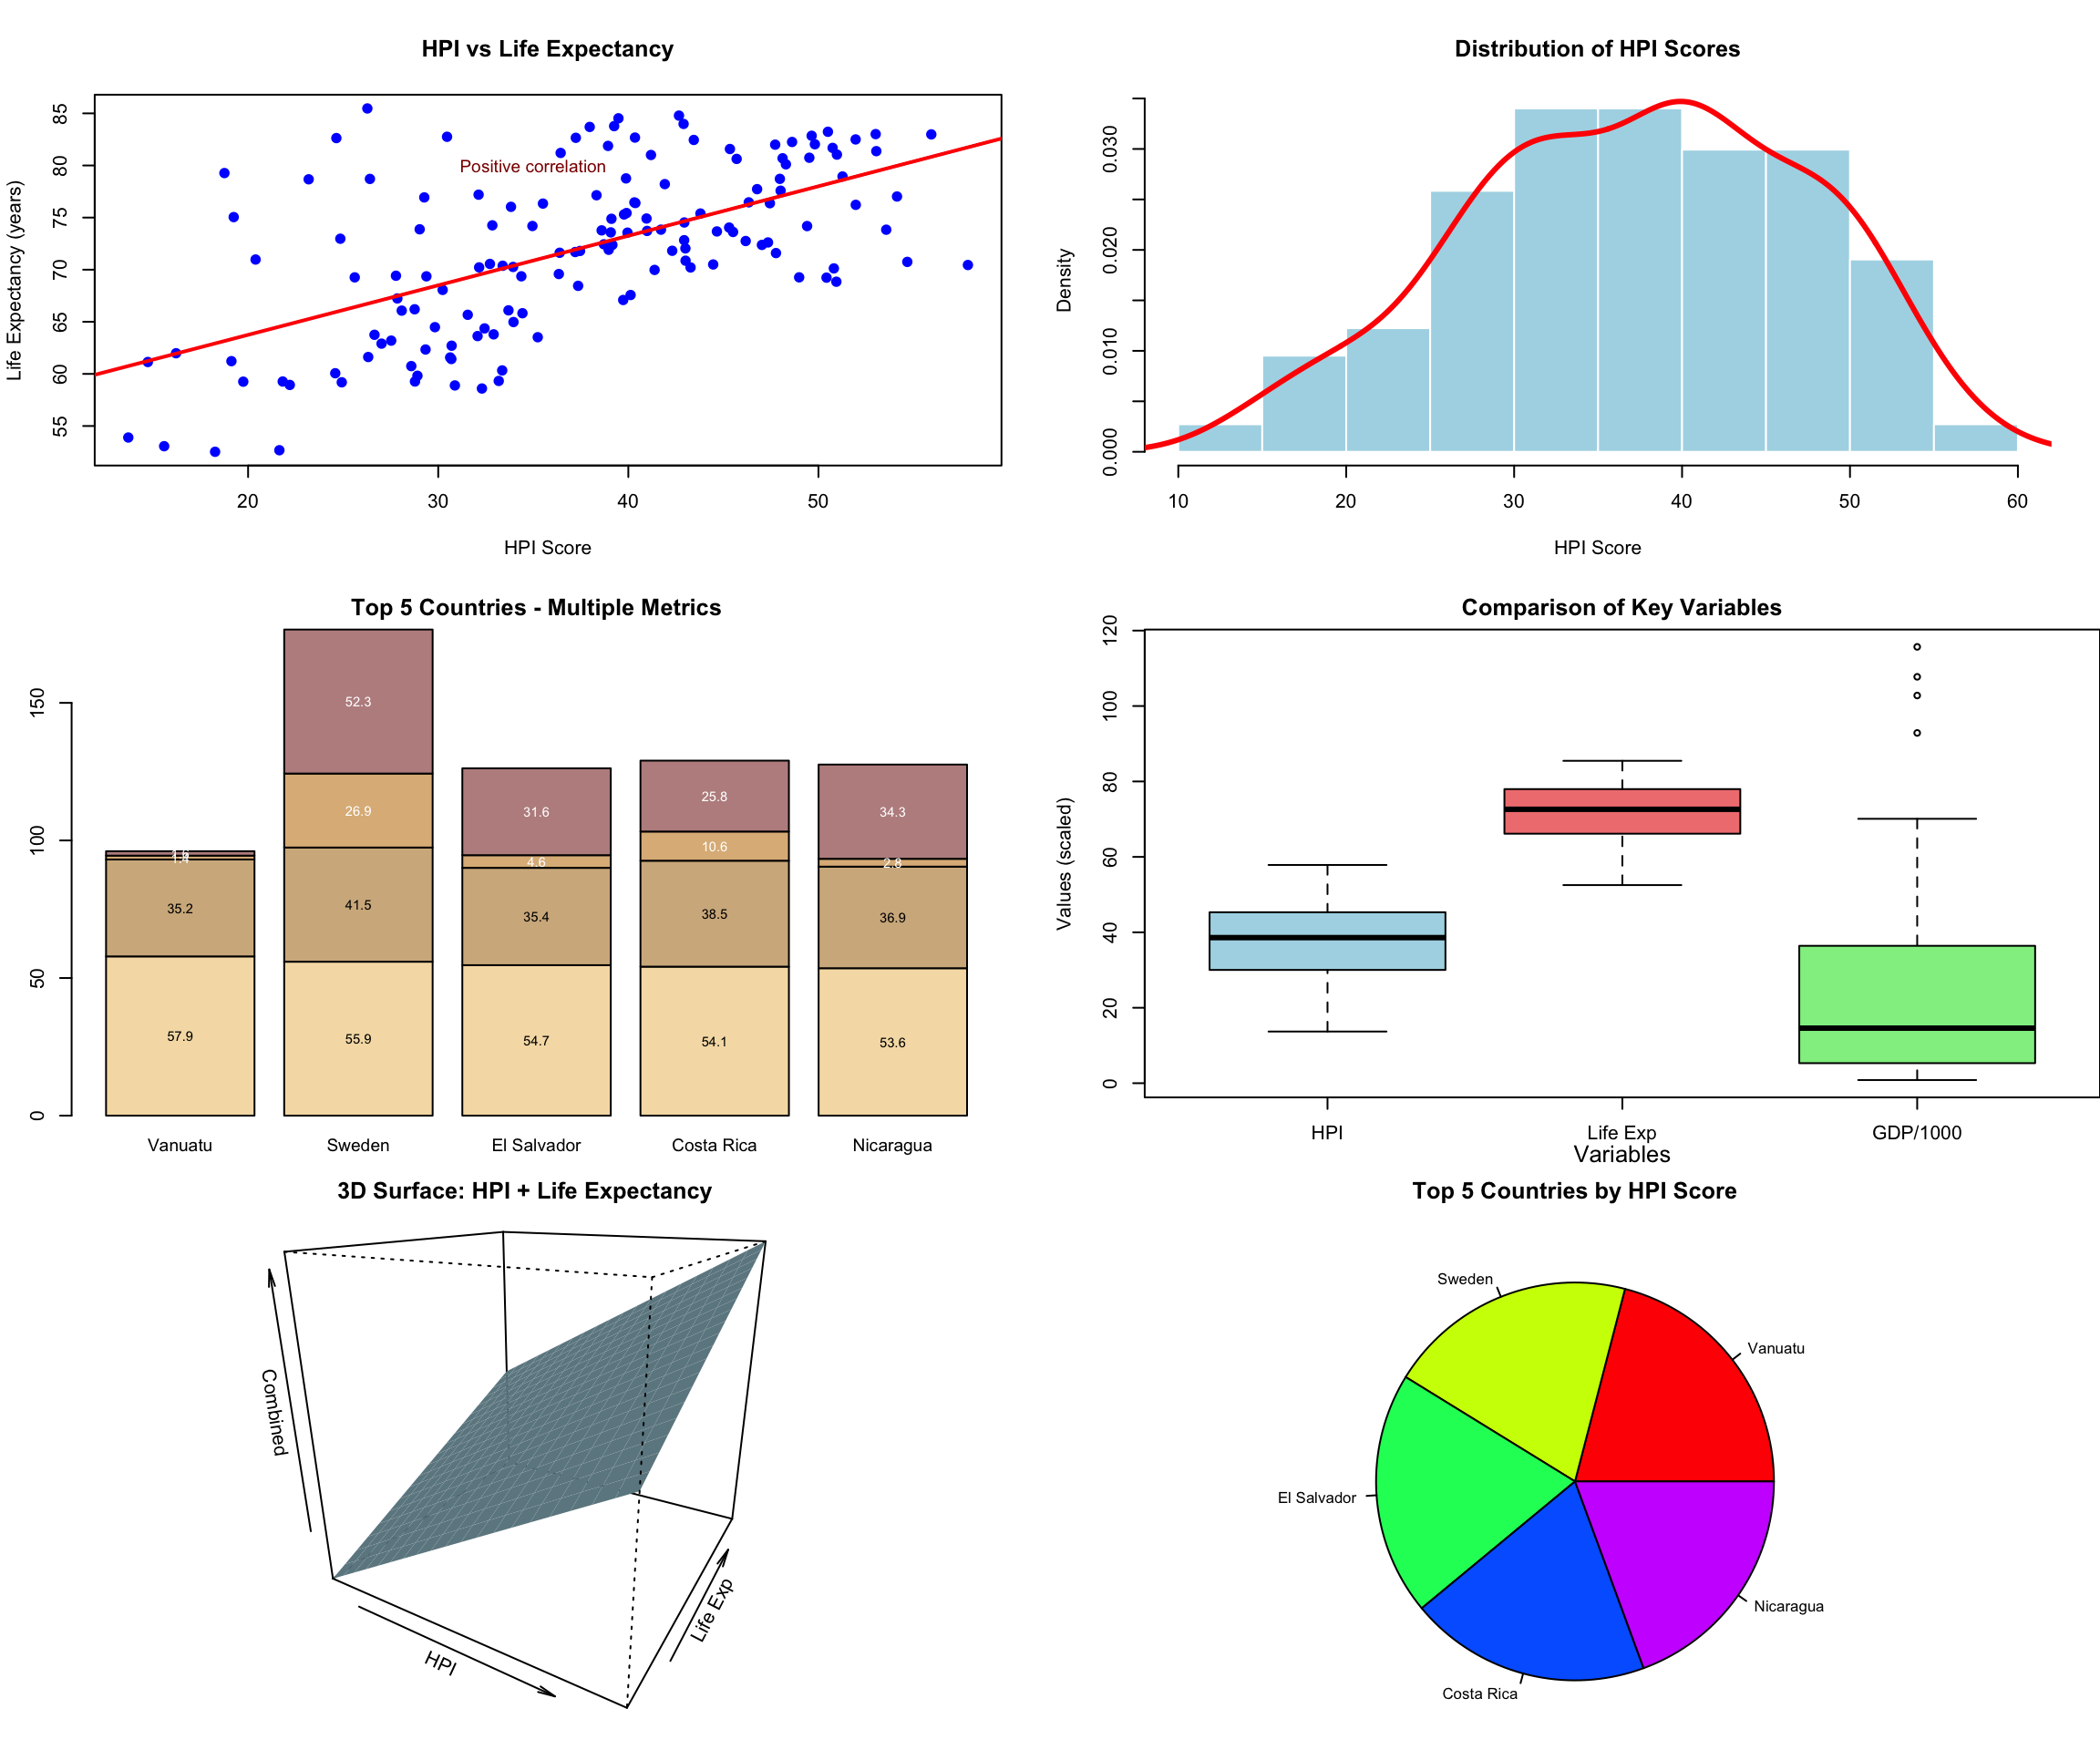 HPI vs Life Expectancy
85
80
75
70
65
60
55
Life Expectancy (years)
Positive correlation
20 30 40 50
HPI Score
Distribution of HPI Scores
0.030
0.020
0.010
0.000
Density
10 20 30 40 50 60
HPI Score
Top 5 Countries - Multiple Metrics
150
100
50
0
52.3
26.9
31.6
25.8
34.3
4.6
10.6
2.8
35.2
41.5
35.4
38.5
36.9
57.9
55.9
54.7
54.1
53.6
Vanuatu Sweden El Salvador Costa Rica Nicaragua
Comparison of Key Variables
120
100
80
60
40
20
0
Values (scaled)
HPI Life Exp GDP/1000
Variables
3D Surface: HPI + Life Expectancy
Combined
HPI
Life Exp
Top 5 Countries by HPI Score
Sweden
Vanuatu
El Salvador
Nicaragua
Costa Rica